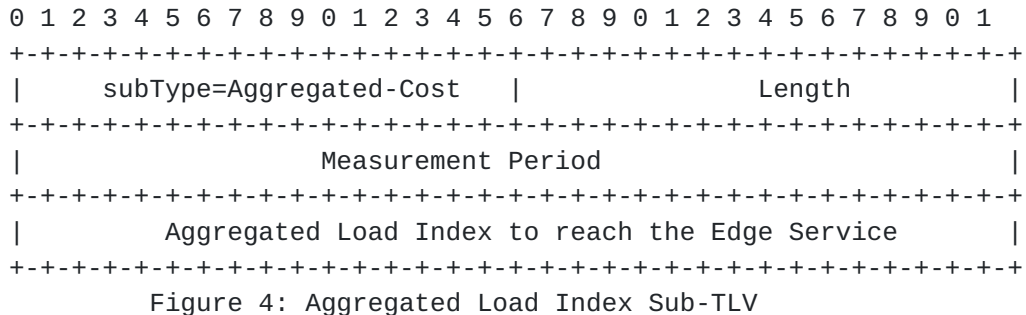 0 1 2 3 4 5 6 7 8 9 0 1 2 3 4 5 6 7 8 9 0 1 2 3 4 5 6 7 8 9 0 1
+-+-+-+-+-+-+-+-+-+-+-+-+-+-+-+-+-+-+-+-+-+-+-+-+-+-+-+-+-+-+-+-+
|     subType=Aggregated-Cost   |               Length          |
+-+-+-+-+-+-+-+-+-+-+-+-+-+-+-+-+-+-+-+-+-+-+-+-+-+-+-+-+-+-+-+-+
|                   Measurement Period                          |
+-+-+-+-+-+-+-+-+-+-+-+-+-+-+-+-+-+-+-+-+-+-+-+-+-+-+-+-+-+-+-+-+
|         Aggregated Load Index to reach the Edge Service       |
+-+-+-+-+-+-+-+-+-+-+-+-+-+-+-+-+-+-+-+-+-+-+-+-+-+-+-+-+-+-+-+-+
Figure 4: Aggregated Load Index Sub-TLV